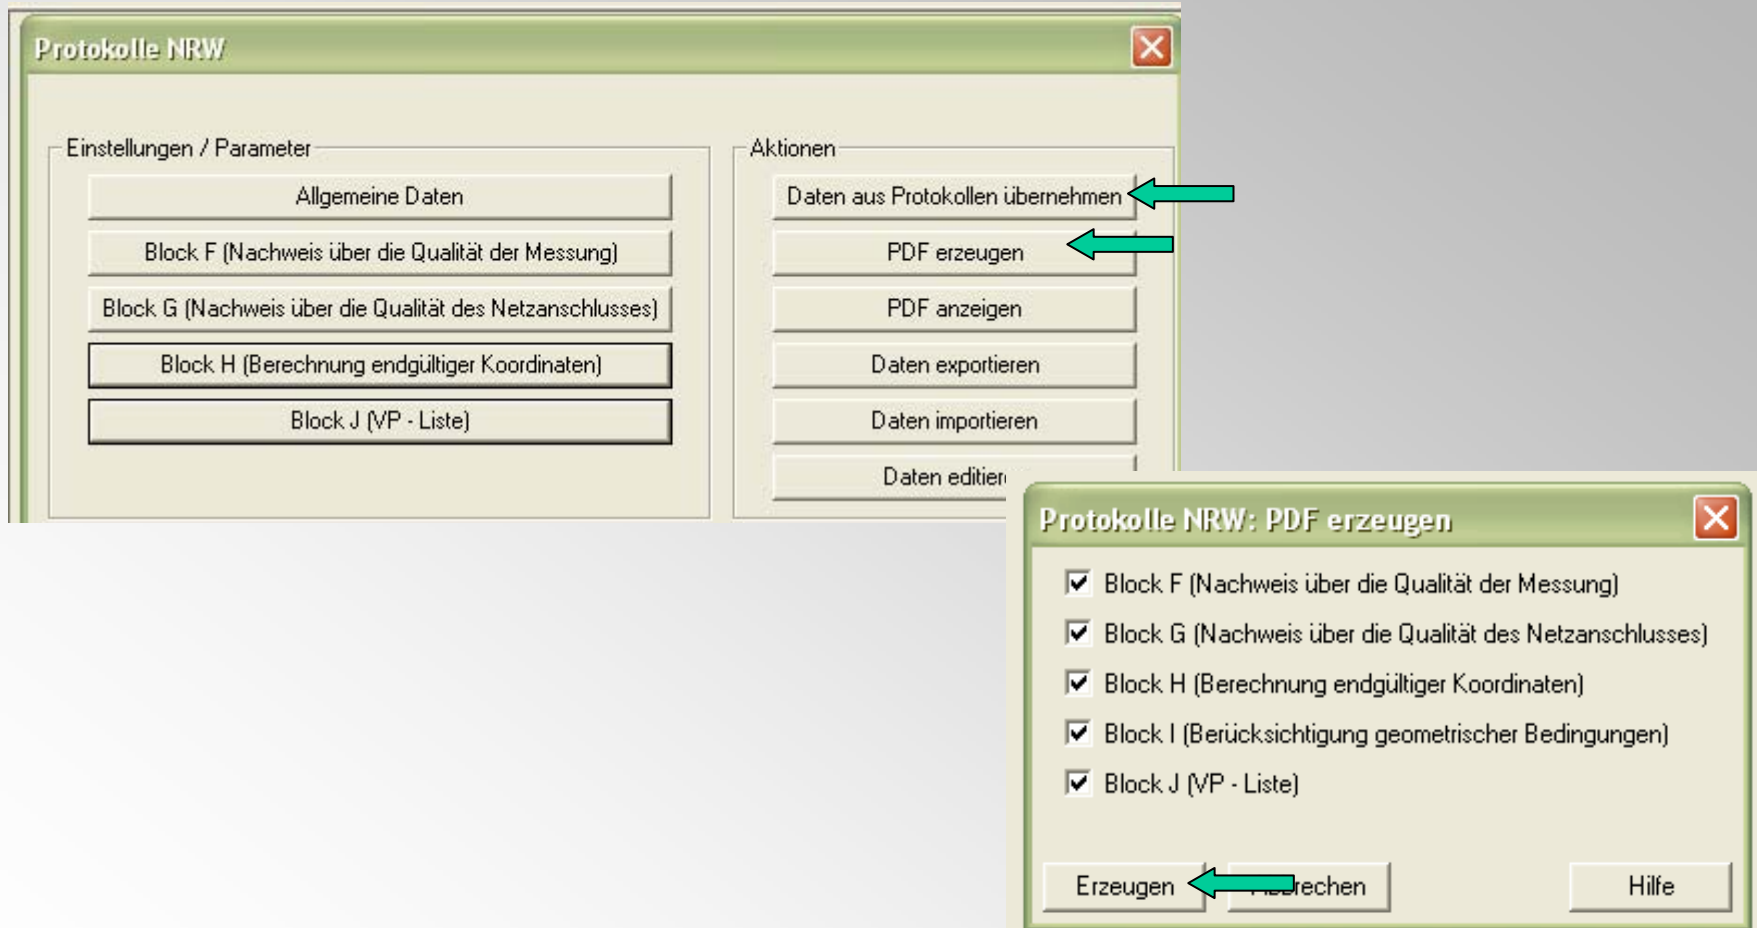 Protokolle NRW
Einstellungen / Parameter
Allgemeine Daten
Block F (Nachweis über die Qualität der Messung)
Block G (Nachweis über die Qualität des Netzanschlusses)
Block H (Berechnung endgültiger Koordinaten)
Block J (VP - Liste)
Aktionen
Daten aus Protokollen übernehmen
PDF erzeugen
PDF anzeigen
Daten exportieren
Daten importieren
Daten
Protokolle NRW: PDF erzeugen
Block F (Nachweis über die Qualität der Messung)
Block G (Nachweis über die Qualität des Netzanschlusses)
Block H (Berechnung endgültiger Koordinaten)
Block I (Berücksichtigung geometrischer Bedingungen)
Block J (VP - Liste)
Erzeugen
Hilfe